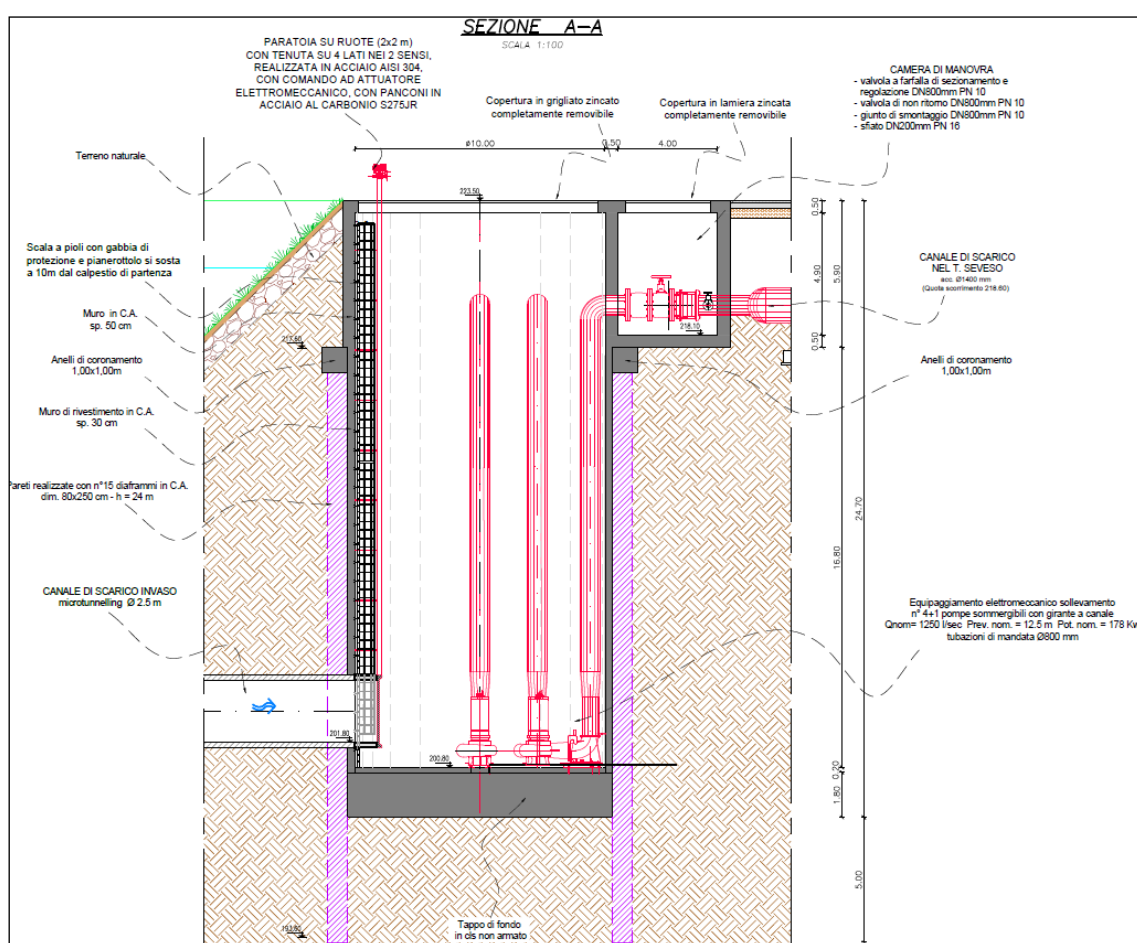 SEZIONE A-A
SCALA 1:100
PARATOIA SU RUOTE (2x2 m)
CON TENUTA SU 4 LATI NEI 2 SENSI,
REALIZZATA IN ACCIAIO AISI 304,
CON COMANDO AD ATTUATORE
ELETTROMECCANICO, CON PANCONI IN
ACCIAIO AL CARBONIO S275JR
Copertura in grigliato zincato
completamente removibile
Copertura in lamiera zincata
completamente removibile
CAMERA DI MANOVRA
- valvola a farfalla di sezionamento e
regolazione DN800mm PN 10
- valvola di non ritorno DN800mm PN 10
- giunto di smontaggio DN800mm PN 10
- sfiato DN200mm PN 16
ø10.00
0.50
4.00
Terreno naturale
223.50
0.50
Scala a pioli con gabbia di
protezione e pianerottolo si sosta
a 10m dal calpestio di partenza
4.90
5.90
CANALE DI SCARICO
NEL T. SEVESO
acc. Ø1400 mm
(Quota scorrimento 218.60)
Muro in C.A.
sp. 50 cm
218.10
217.60
0.50
Anelli di coronamento
1,00x1,00m
Anelli di coronamento
1,00x1,00m
Muro di rivestimento in C.A.
sp. 30 cm
Pareti realizzate con n°15 diaframmi in C.A.
dim. 80x250 cm - h = 24 m
24.70
16.80
CANALE DI SCARICO INVASO
microtunnelling Ø 2.5 m
Equipaggiamento elettromeccanico sollevamento
n° 4+1 pompe sommergibili con girante a canale
Qnom= 1250 l/sec Prev. nom. = 12.5 m Pot. nom. = 178 Kw
tubazioni di mandata Ø800 mm
201.80
200.80
0.20
1.80
5.00
Tappo di fondo
in cls non armato
193.60